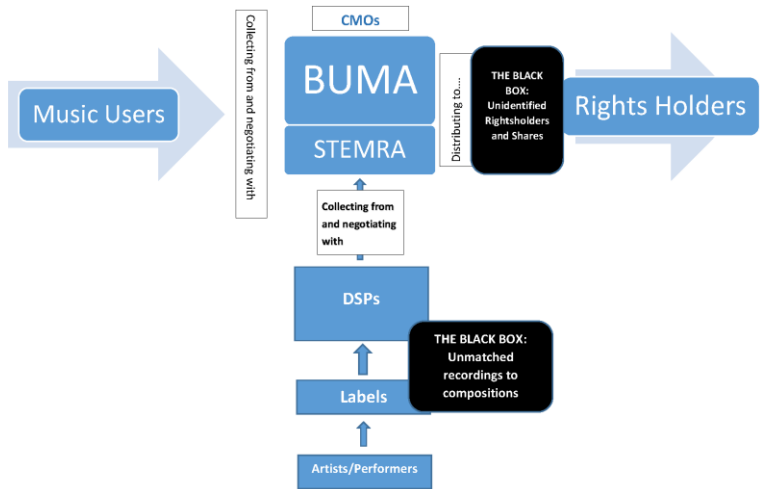 CMOs
Collecting from and negotiating with
Music Users
BUMA
STEMRA
Distributing to....
THE BLACK
BOX:
Unidentified
Rightsholders
and Shares
Rights Holders
Collecting from
and negotiating
with
DSPs
THE BLACK BOX:
Unmatched
recordings to
compositions
Labels
Artists/Performers